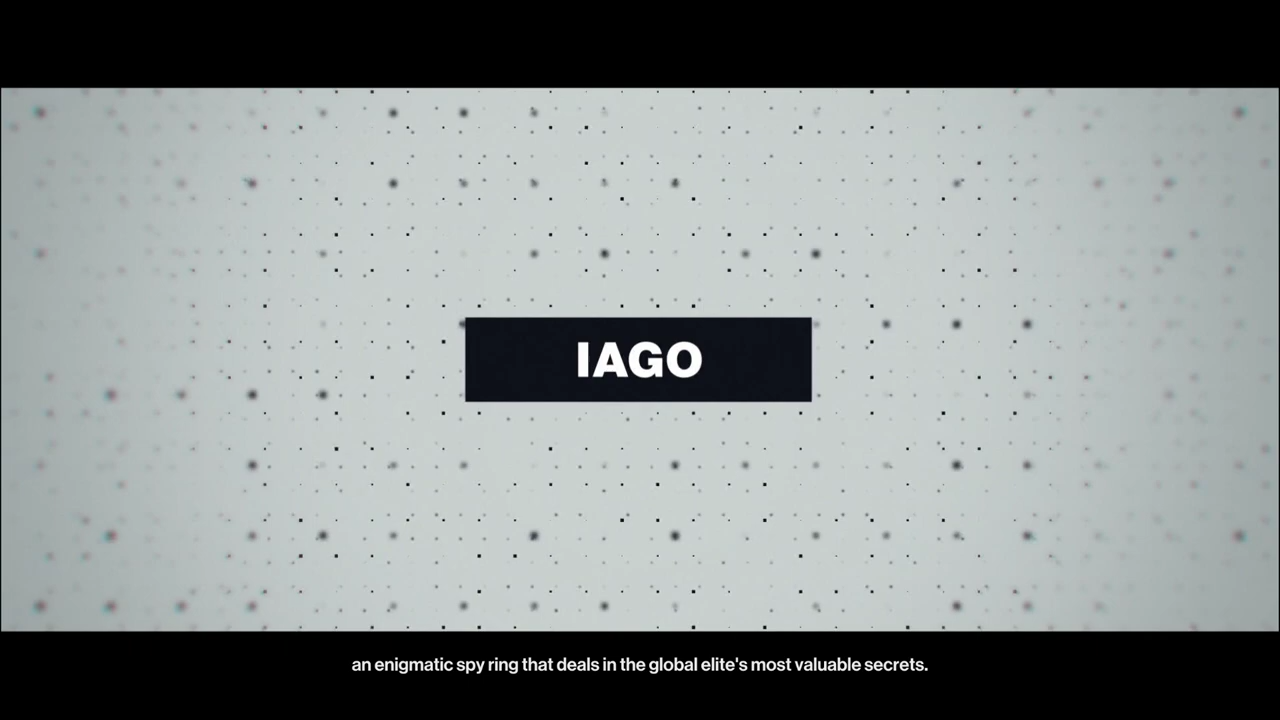 IAGO
an enigmatic spy ring that deals in the global elite's most valuable secrets.